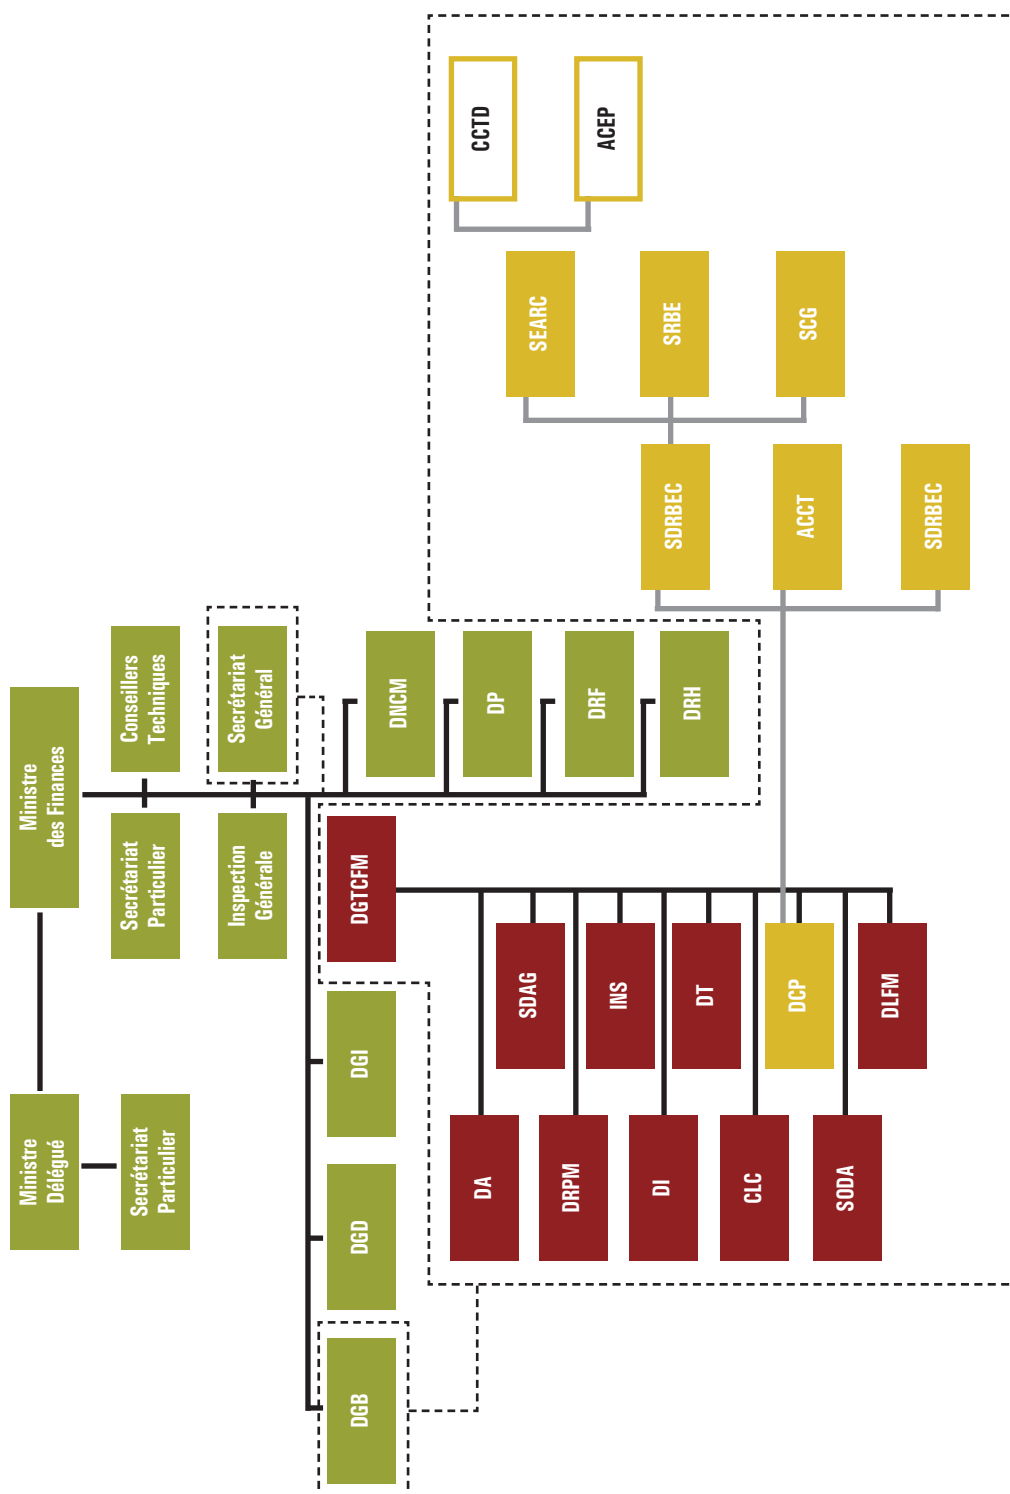 Ministre
Délégué
Ministre
des Finances
Secrétariat
Particulier
Secrétariat
Particulier
Conseillers
Techniques
Inspection
Générale
Secrétariat
Général
DGB
DGD
DGI
DGTCFM
DNCM
DP
DRF
DRH
DA
DRPM
DI
CLC
SODA
SDAG
INS
DT
DCP
DLFM
SDRBEC
ACCT
SDRBEC
SEARC
SRBE
SCG
CCTD
ACEP